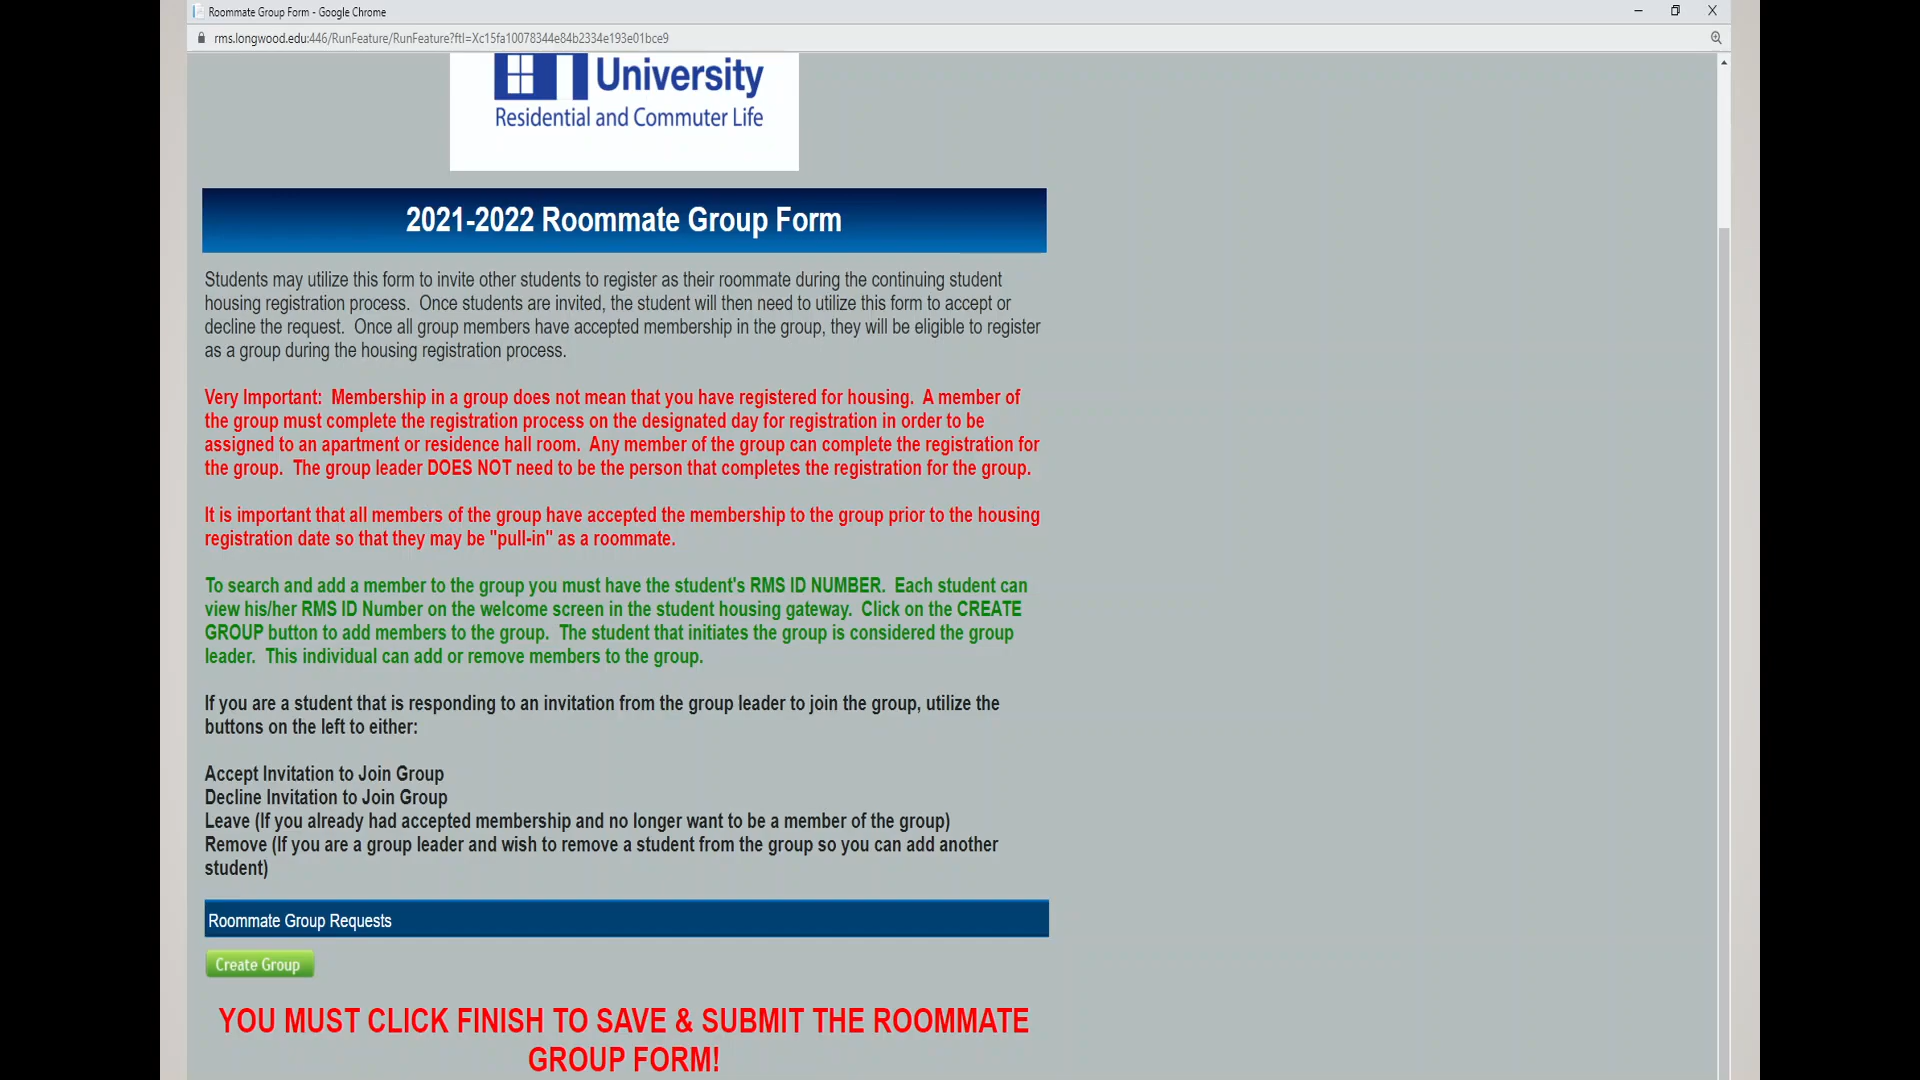 Roommate Group Form - Google Chrome
rms.longwood.edu:446/RunFeature/RunFeature?ftl=Xc15fa10078344e84b2334e193e01bce9
University
Residential and Commuter Life
2021-2022 Roommate Group Form
Students may utilize this form to invite other students to register as their roommate during the continuing student
housing registration process.  Once students are invited, the student will then need to utilize this form to accept or
decline the request.  Once all group members have accepted membership in the group, they will be eligible to register
as a group during the housing registration process.
Very Important:  Membership in a group does not mean that you have registered for housing.  A member of
the group must complete the registration process on the designated day for registration in order to be
assigned to an apartment or residence hall room.  Any member of the group can complete the registration for
the group.  The group leader DOES NOT need to be the person that completes the registration for the group.
It is important that all members of the group have accepted the membership to the group prior to the housing
registration date so that they may be "pull-in" as a roommate.
To search and add a member to the group you must have the student's RMS ID NUMBER.  Each student can
view his/her RMS ID Number on the welcome screen in the student housing gateway.  Click on the CREATE
GROUP button to add members to the group.  The student that initiates the group is considered the group
leader.  This individual can add or remove members to the group.
If you are a student that is responding to an invitation from the group leader to join the group, utilize the
buttons on the left to either:
Accept Invitation to Join Group
Decline Invitation to Join Group
Leave (If you already had accepted membership and no longer want to be a member of the group)
Remove (If you are a group leader and wish to remove a student from the group so you can add another
student)
Roommate Group Requests
Create Group
YOU MUST CLICK FINISH TO SAVE & SUBMIT THE ROOMMATE
GROUP FORM!